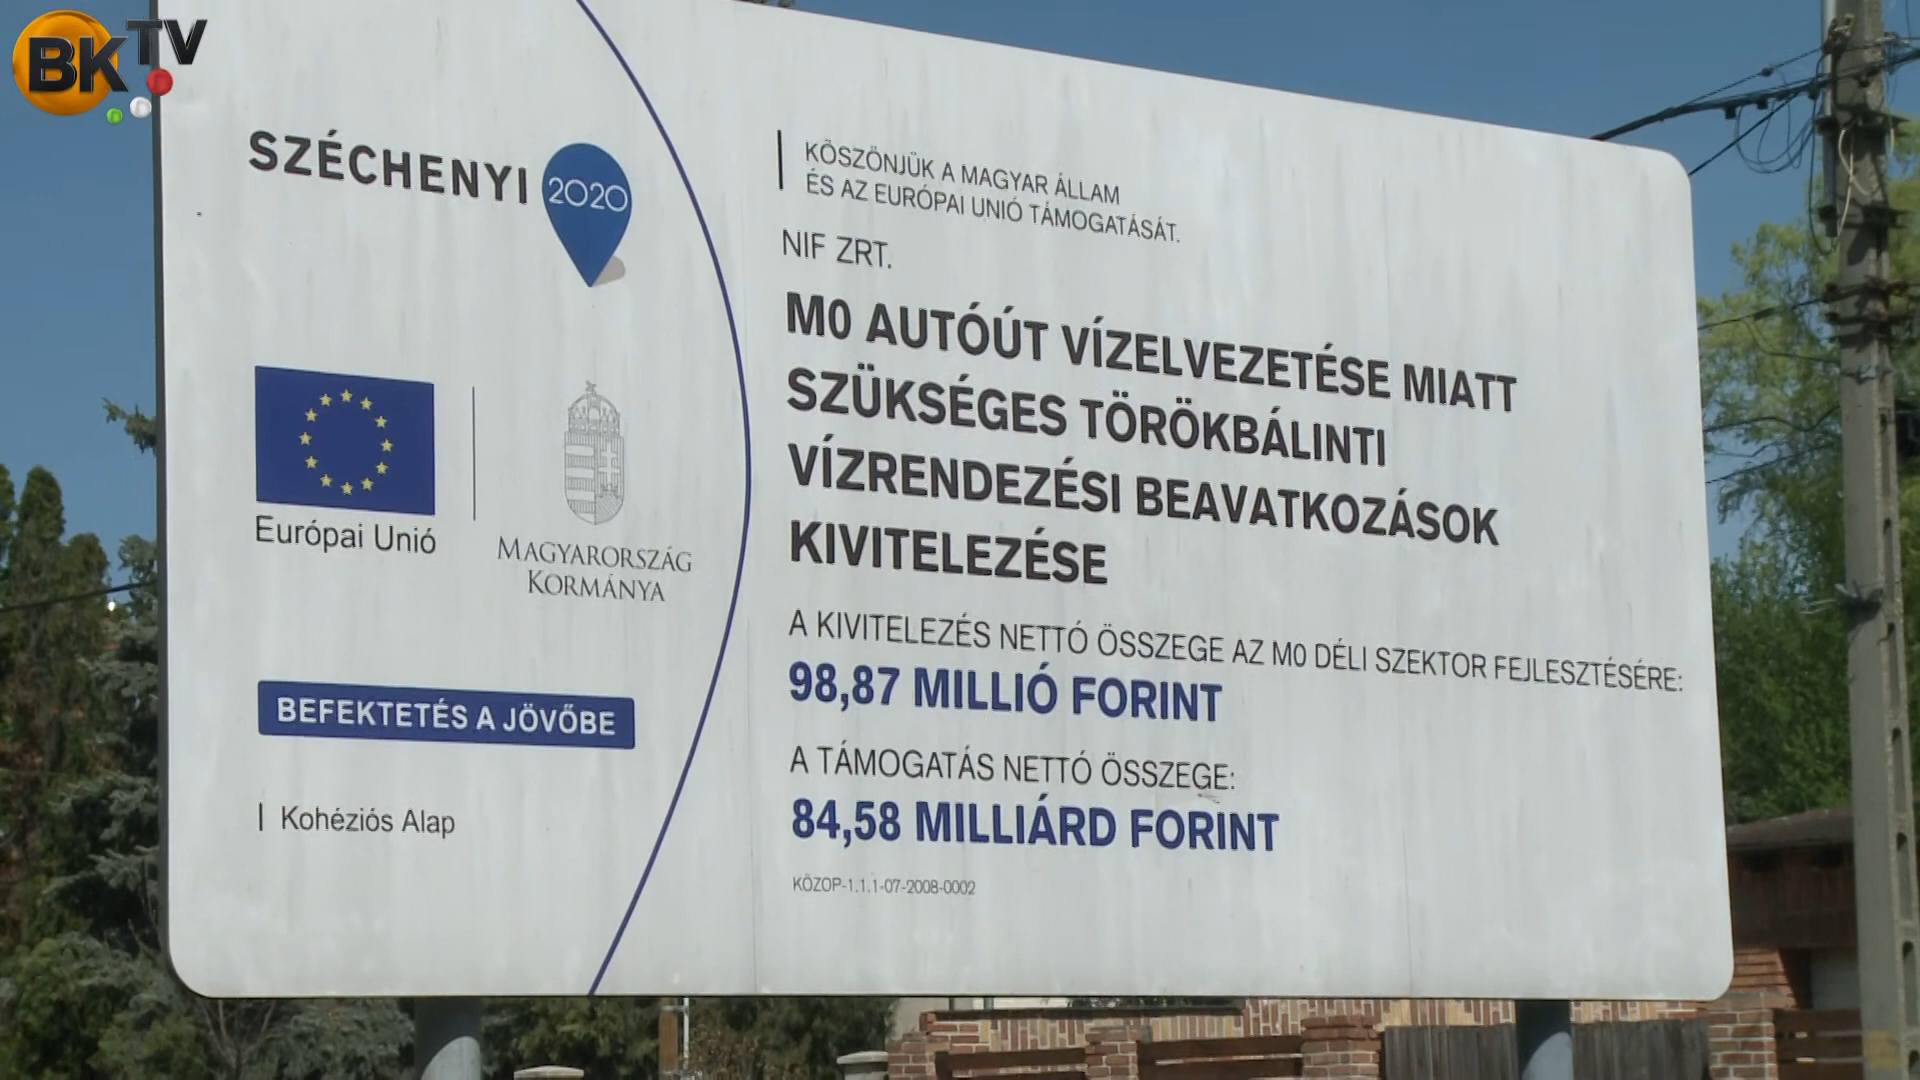 BKTV
SZÉCHENYI 2020
Európai Unió
MAGYARORSZÁG
KORMÁNYA
BEFEKTETÉS A JÖVŐBE
Kohéziós Alap
KÖSZÖNJÜK A MAGYAR ÁLLAM
ÉS AZ EURÓPAI UNIÓ TÁMOGATÁSÁT.
NIF ZRT.
M0 AUTÓÚT VÍZELVEZETÉSE MIATT
SZÜKSÉGES TÖRÖKBÁLINTI
VÍZRENDEZÉSI BEAVATKOZÁSOK
KIVITELEZÉSE
A KIVITELEZÉS NETTÓ ÖSSZEGE AZ M0 DÉLI SZEKTOR FEJLESZTÉSÉRE:
98,87 MILLIÓ FORINT
A TÁMOGATÁS NETTÓ ÖSSZEGE:
84,58 MILLIÁRD FORINT
KÖZOP-1.1.1-07-2008-0002